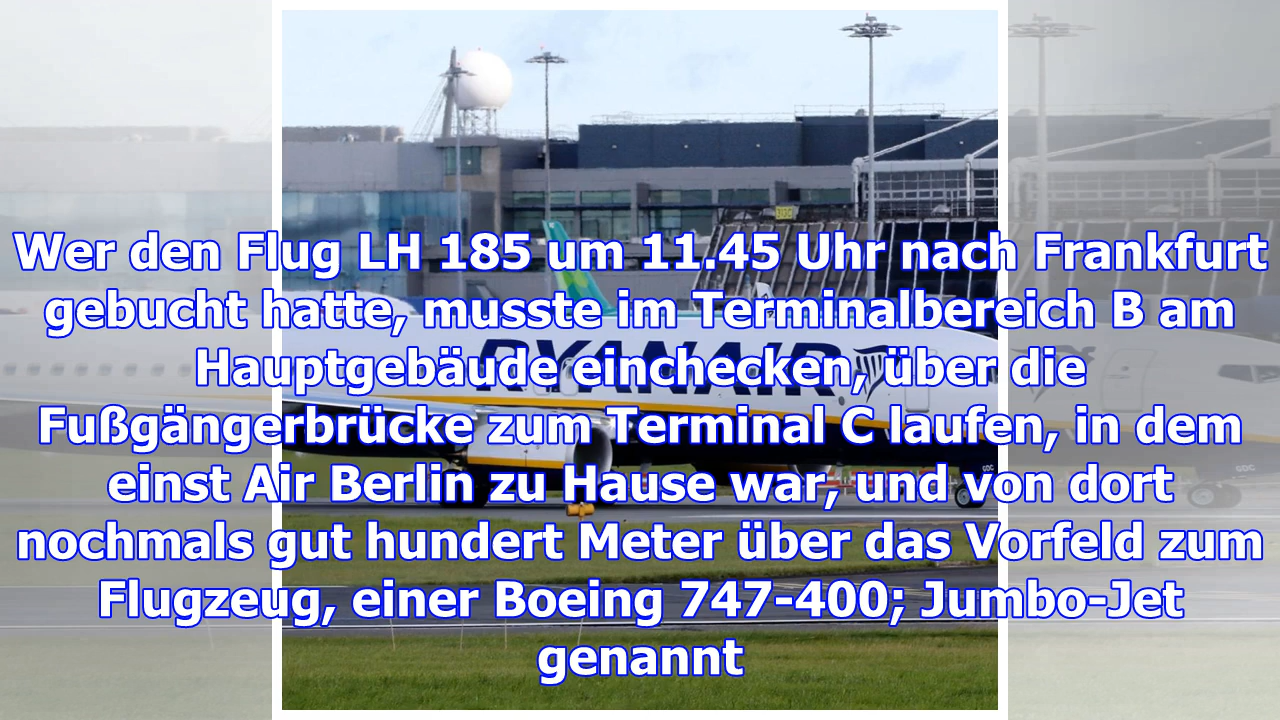 Wer den Flug LH 185 um 11.45 Uhr nach Frankfurt
gebucht hatte, musste im Terminalbereich B am
Hauptgebäude einchecken, über die
Fußgängerbrücke zum Terminal C laufen, in dem
einst Air Berlin zu Hause war, und von dort
nochmals gut hundert Meter über das Vorfeld zum
Flugzeug, einer Boeing 747-400; Jumbo-Jet
genannt
RYANAIR